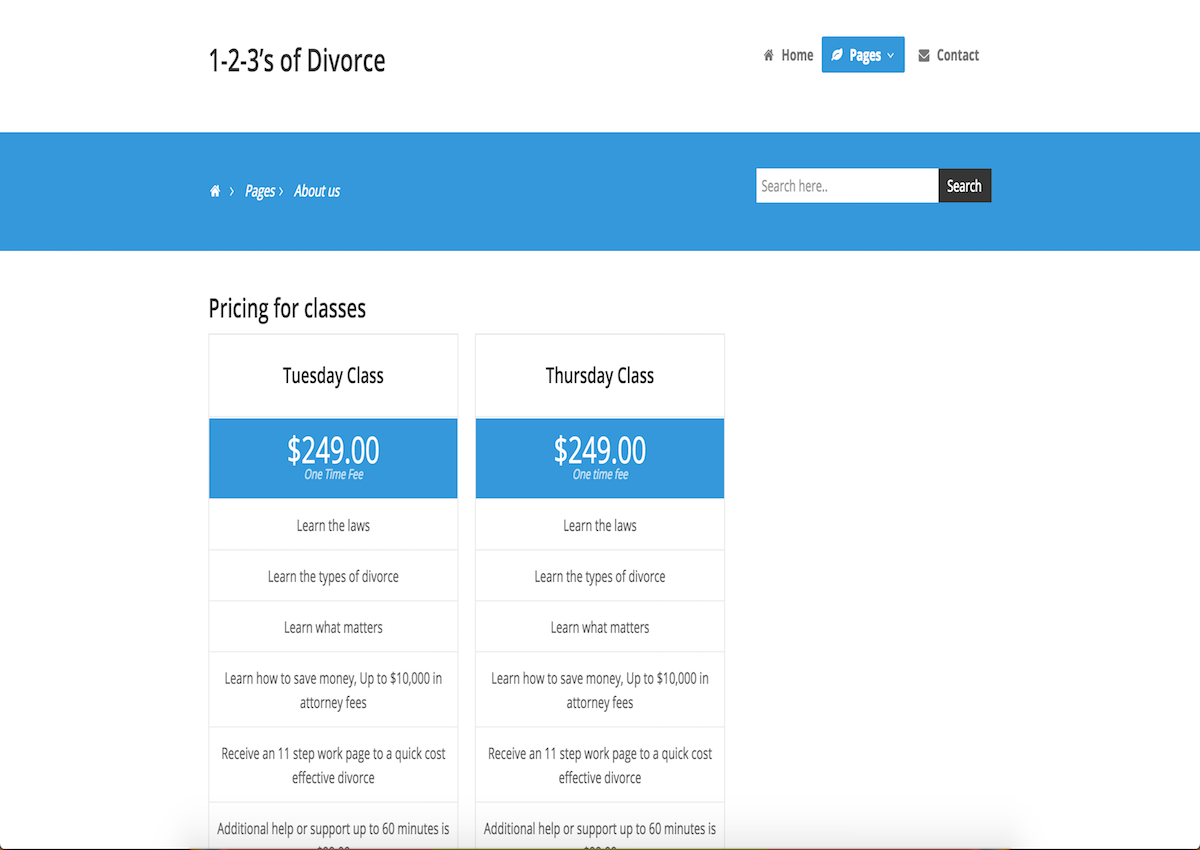 1-2-3’s of Divorce
Home
Pages
Contact
Pages
About us
Search here..
Search
Pricing for classes
Tuesday Class
$249.00
One Time Fee
Learn the laws
Learn the types of divorce
Learn what matters
Learn how to save money, Up to $10,000 in
attorney fees
Receive an 11 step work page to a quick cost
effective divorce
Additional help or support up to 60 minutes is
Thursday Class
$249.00
One time fee
Learn the laws
Learn the types of divorce
Learn what matters
Learn how to save money, Up to $10,000 in
attorney fees
Receive an 11 step work page to a quick cost
effective divorce
Additional help or support up to 60 minutes is